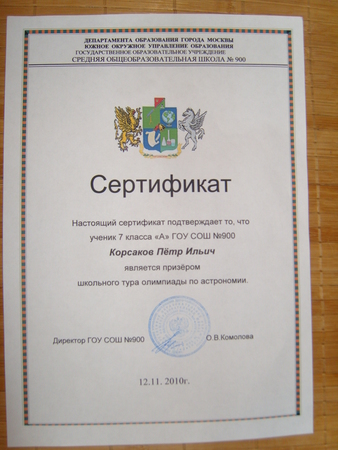 ДЕПАРТАМЕНТ ОБРАЗОВАНИЯ ГОРОДА МОСКВЫ
ЮЖНОЕ ОКРУЖНОЕ УПРАВЛЕНИЕ ОБРАЗОВАНИЯ
ГОСУДАРСТВЕННОЕ ОБРАЗОВАТЕЛЬНОЕ УЧРЕЖДЕНИЕ
СРЕДНЯЯ ОБЩЕОБРАЗОВАТЕЛЬНАЯ ШКОЛА № 900
Сертификат
Настоящий сертификат подтверждает то, что
ученик 7 класса «А» ГОУ СОШ №900
Корсаков Пётр Ильич
является призёром
школьного тура олимпиады по астрономии.
Директор ГОУ СОШ №900 О.В.Комолова
12.11. 2010г.